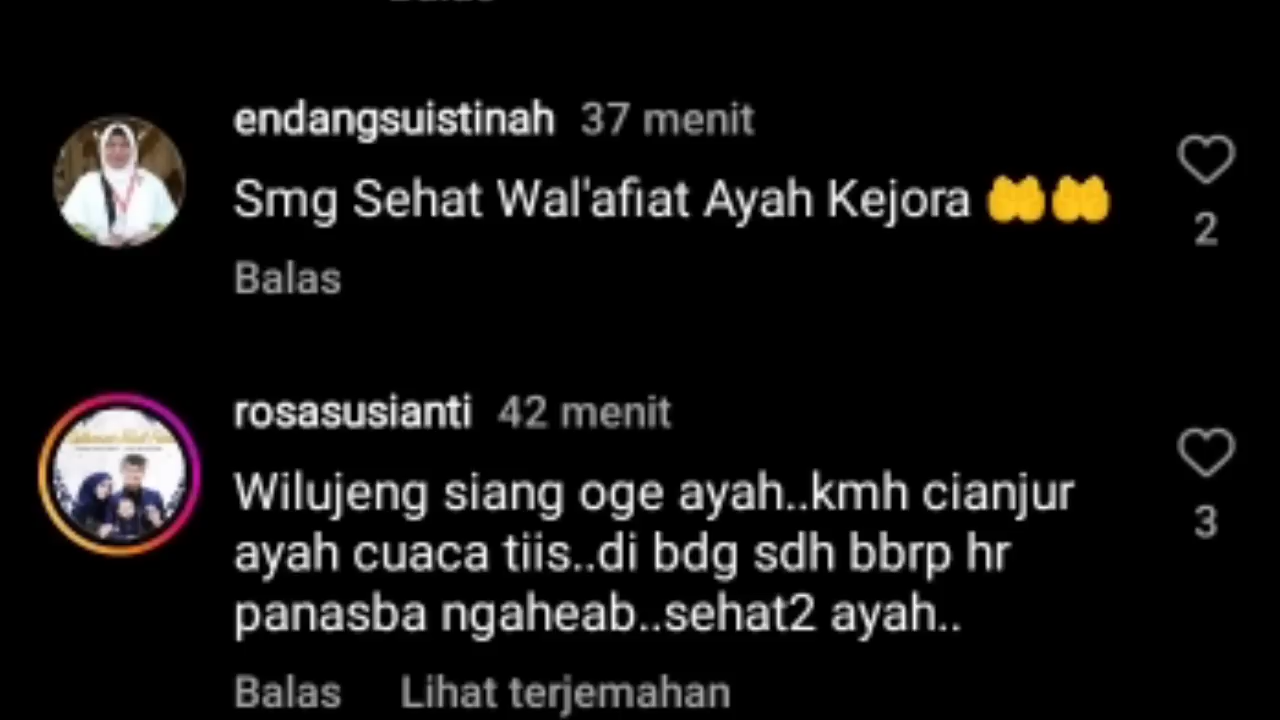 endangsuistinah 37 menit
Smg Sehat Wal'afiat Ayah Kejora 🤲🤲
2
Balas
rosasusianti 42 menit
Wilujeng siang oge ayah..kmh cianjur
ayah cuaca tiis..di bdg sdh bbrp hr
panasba ngaheab..sehat2 ayah..
3
Balas Lihat terjemahan